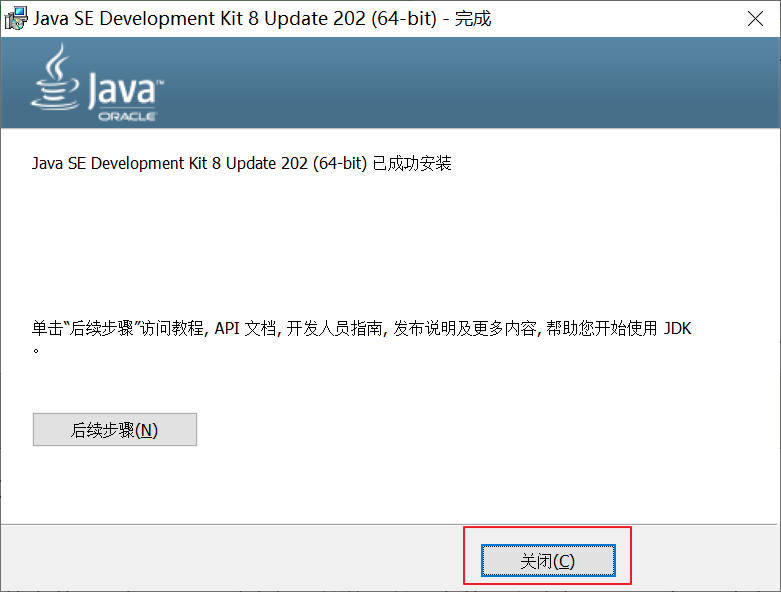 Java SE Development Kit 8 Update 202 (64-bit) - 完成
Java™
ORACLE
Java SE Development Kit 8 Update 202 (64-bit) 已成功安装
单击“后续步骤”访问教程, API 文档, 开发人员指南, 发布说明及更多内容, 帮助您开始使用 JDK
。
后续步骤(N)
关闭(C)